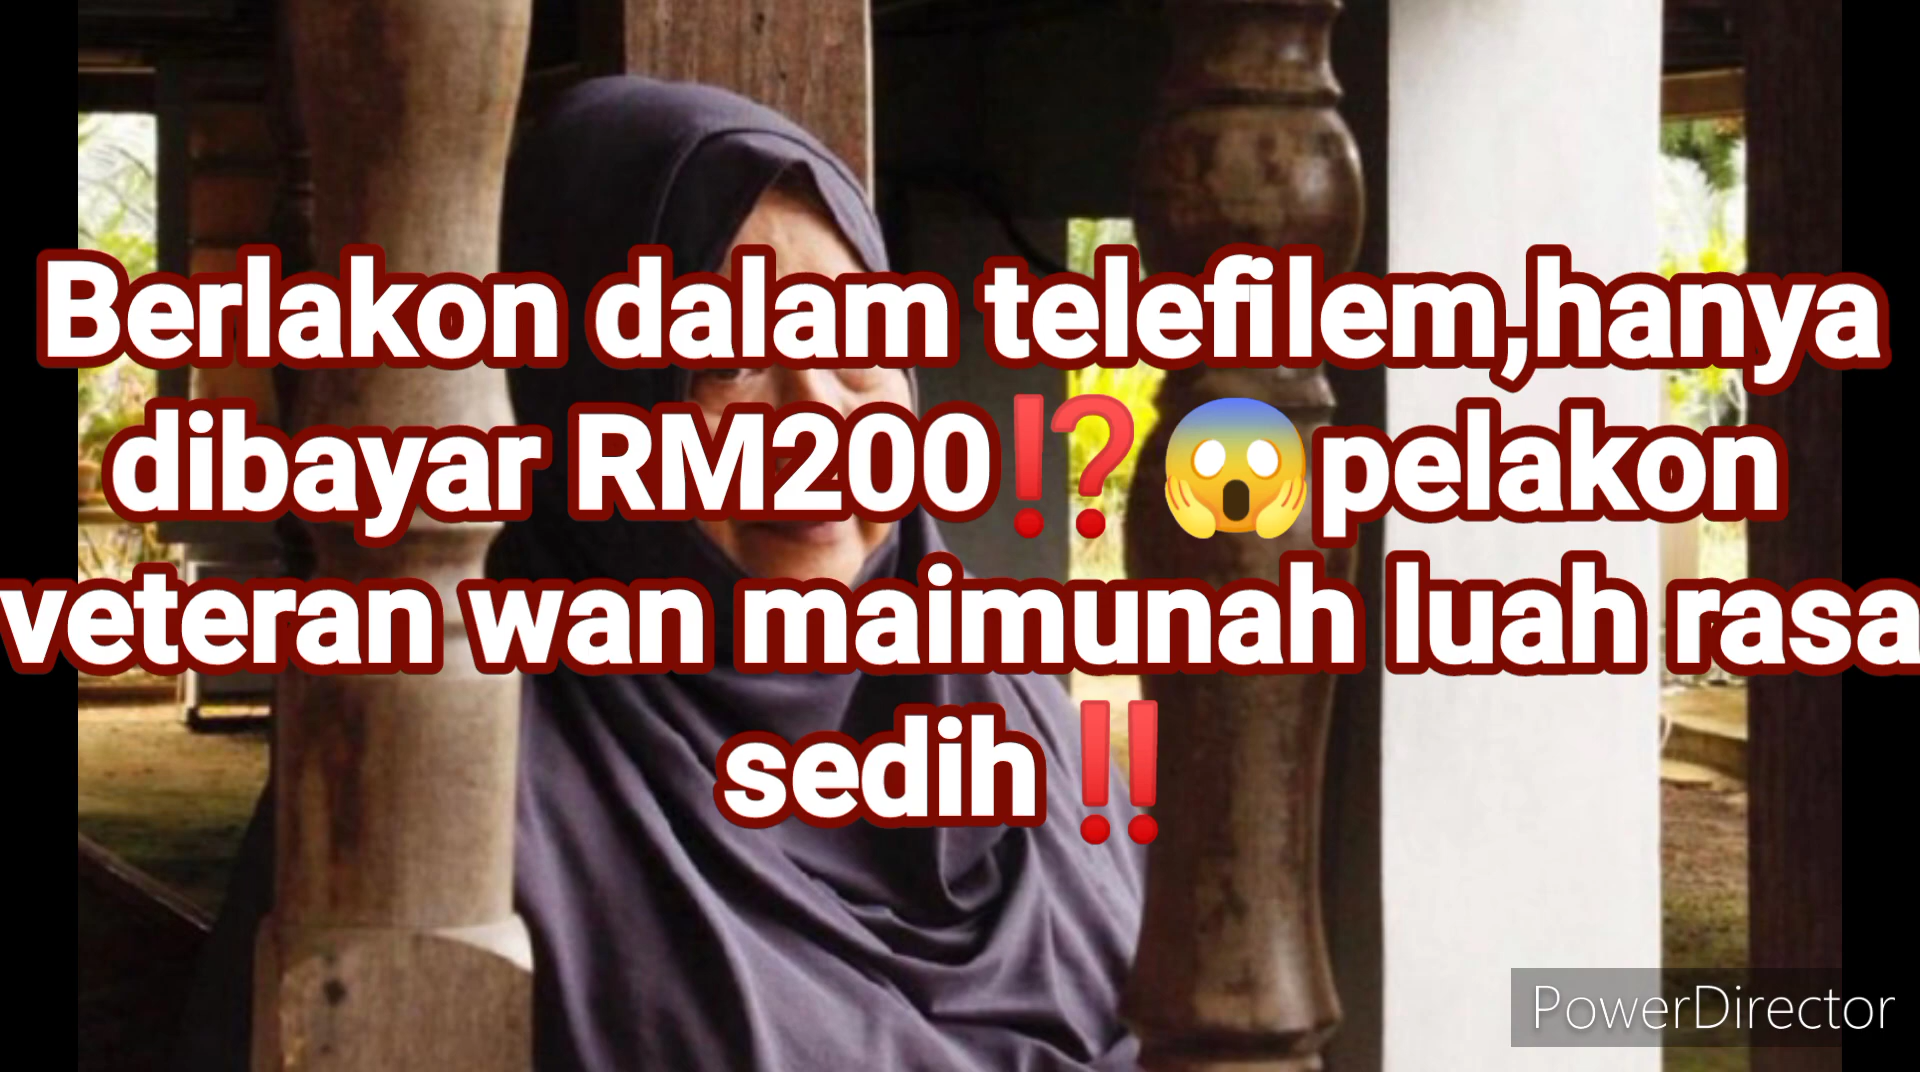 Berlakon dalam telefilem,hanya
dibayar RM200⁉️😱pelakon
veteran wan maimunah luah rasa
sedih‼️
PowerDirector